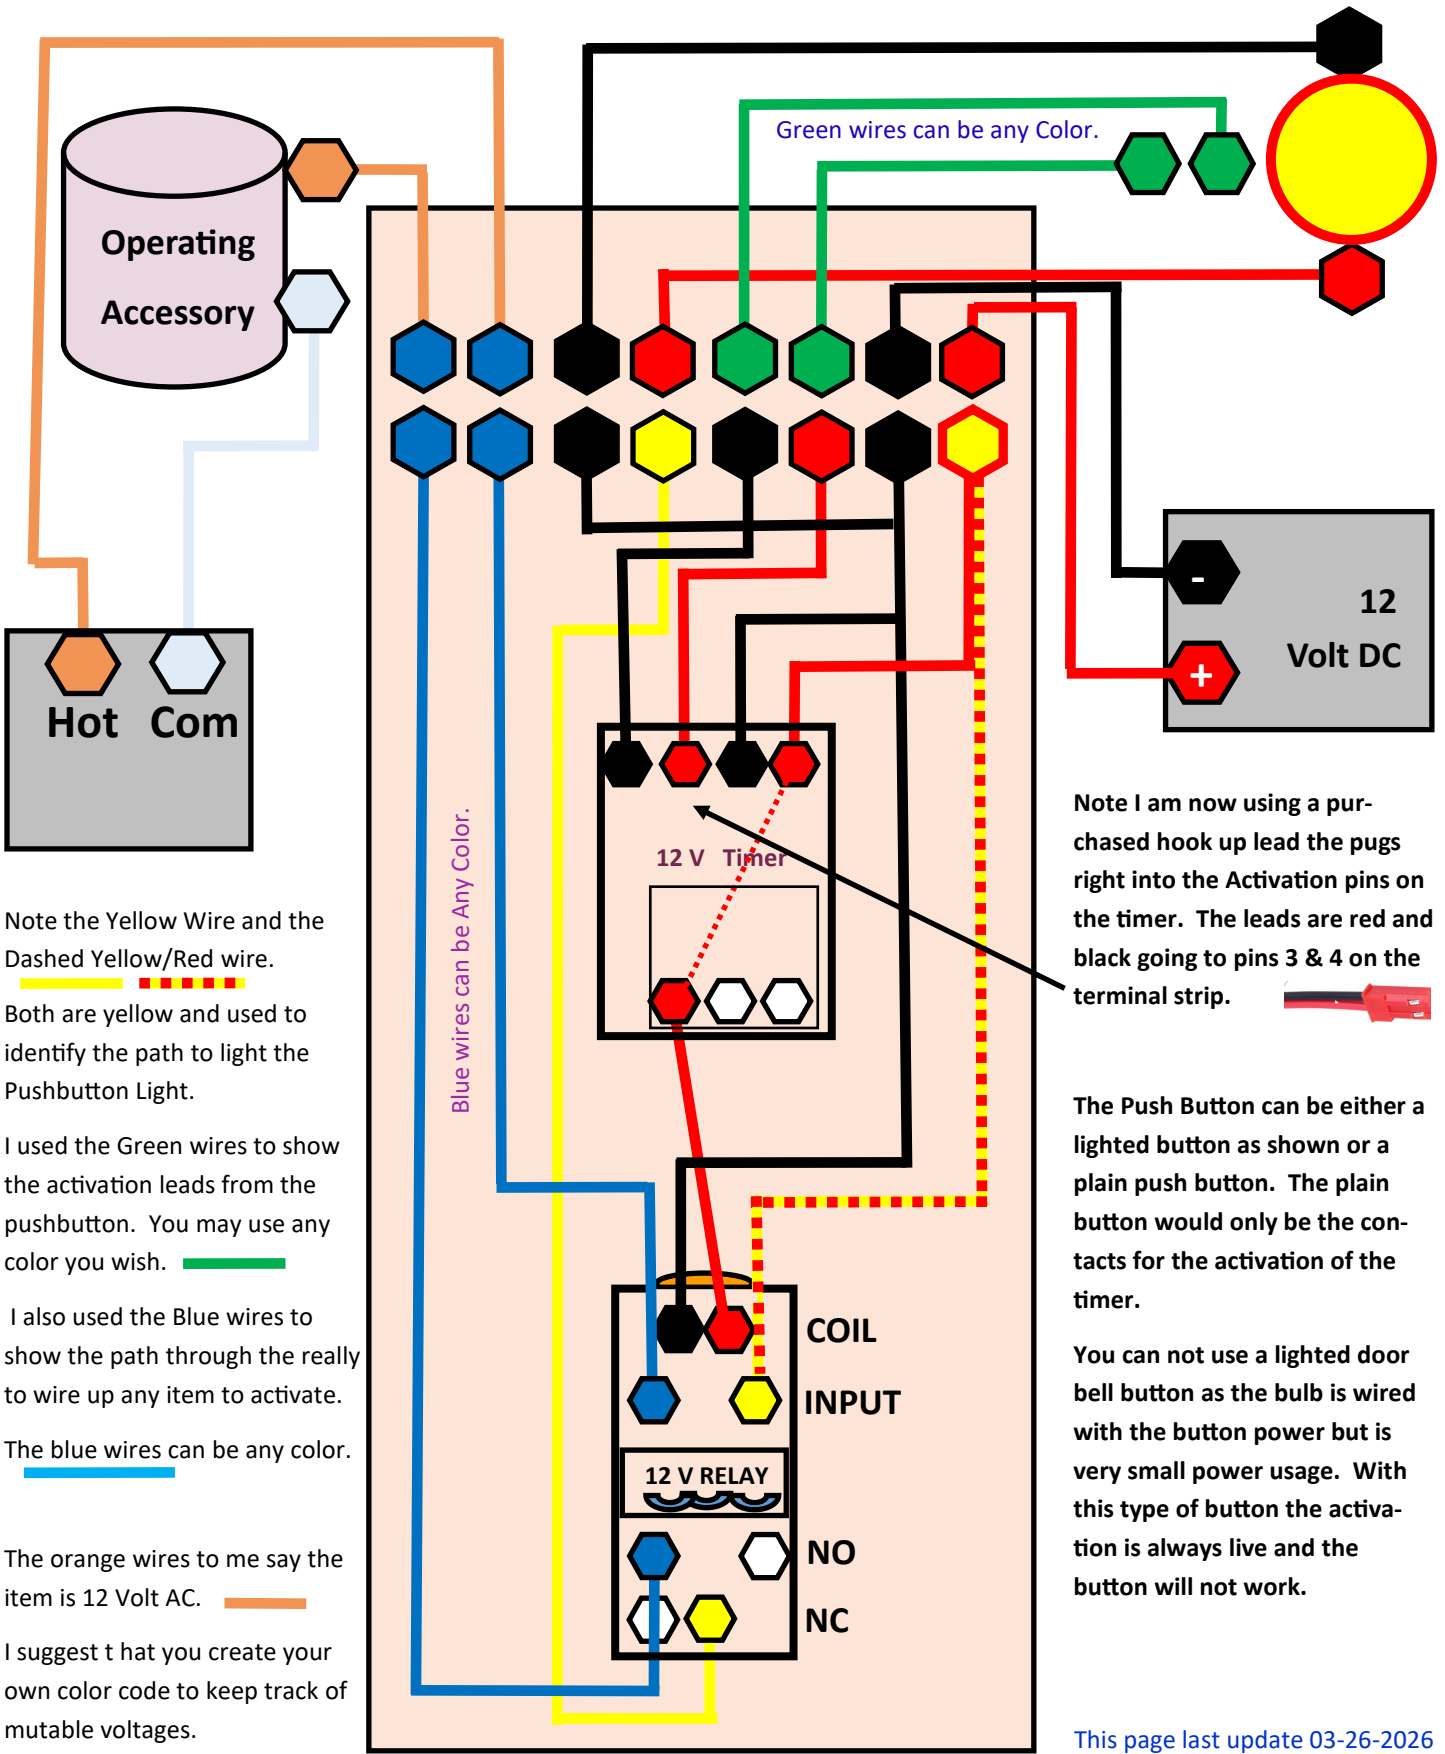 Green wires can be any Color.
Operating
Accessory
-
12
Volt DC
+
Hot Com
12 V Timer
Blue wires can be Any Color.
Note I am now using a pur-
chased hook up lead the pugs
right into the Activation pins on
the timer. The leads are red and
black going to pins 3 & 4 on the
terminal strip.
Note the Yellow Wire and the
Dashed Yellow/Red wire.
Both are yellow and used to
identify the path to light the
Pushbutton Light.
I used the Green wires to show
the activation leads from the
pushbutton. You may use any
color you wish.
I also used the Blue wires to
show the path through the really
to wire up any item to activate.
The blue wires can be any color.
The orange wires to me say the
item is 12 Volt AC.
I suggest t hat you create your
own color code to keep track of
mutable voltages.
COIL
INPUT
12 V RELAY
NO
NC
The Push Button can be either a
lighted button as shown or a
plain push button. The plain
button would only be the con-
tacts for the activation of the
timer.
You can not use a lighted door
bell button as the bulb is wired
with the button power but is
very small power usage. With
this type of button the activa-
tion is always live and the
button will not work.
This page last update 03-26-2026